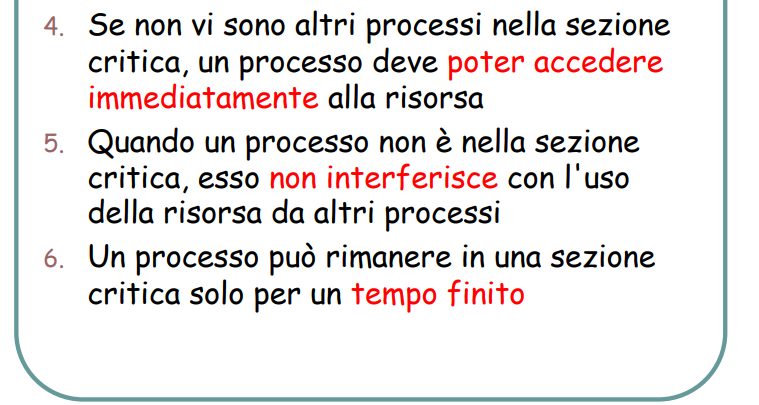 4. Se non vi sono altri processi nella sezione
critica, un processo deve poter accedere
immediatamente alla risorsa
5. Quando un processo non è nella sezione
critica, esso non interferisce con l'uso
della risorsa da altri processi
6. Un processo può rimanere in una sezione
critica solo per un tempo finito